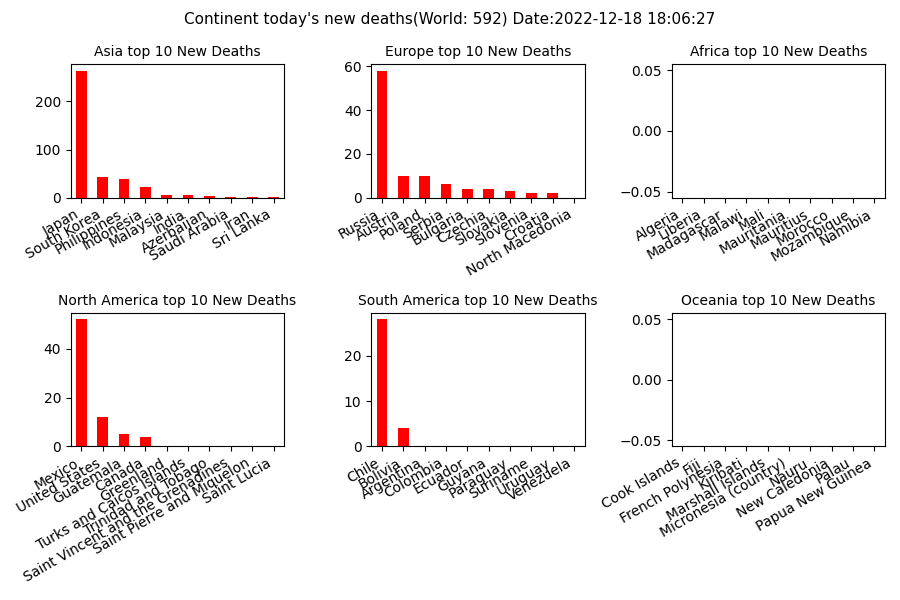 Continent today's new deaths(World: 592) Date:2022-12-18 18:06:27
Asia top 10 New Deaths
200
100
0
Japan
South Korea
Philippines
Indonesia
Malaysia
India
Azerbaijan
Saudi Arabia
Iran
Sri Lanka
Europe top 10 New Deaths
60
40
20
0
Russia
Austria
Poland
Serbia
Bulgaria
Czechia
Slovakia
Slovenia
Croatia
North Macedonia
Africa top 10 New Deaths
0.05
0.00
−0.05
Algeria
Liberia
Madagascar
Malawi
Mali
Mauritania
Mauritius
Morocco
Mozambique
Namibia
North America top 10 New Deaths
40
20
0
Mexico
United States
Guatemala
Canada
Greenland
Turks and Caicos Islands
Trinidad and Tobago
Saint Vincent and the Grenadines
Saint Pierre and Miquelon
Saint Lucia
South America top 10 New Deaths
20
10
0
Chile
Bolivia
Argentina
Colombia
Ecuador
Guyana
Paraguay
Suriname
Uruguay
Venezuela
Oceania top 10 New Deaths
0.05
0.00
−0.05
Cook Islands
Fiji
French Polynesia
Kiribati
Marshall Islands
Micronesia (country)
Nauru
New Caledonia
Palau
Papua New Guinea